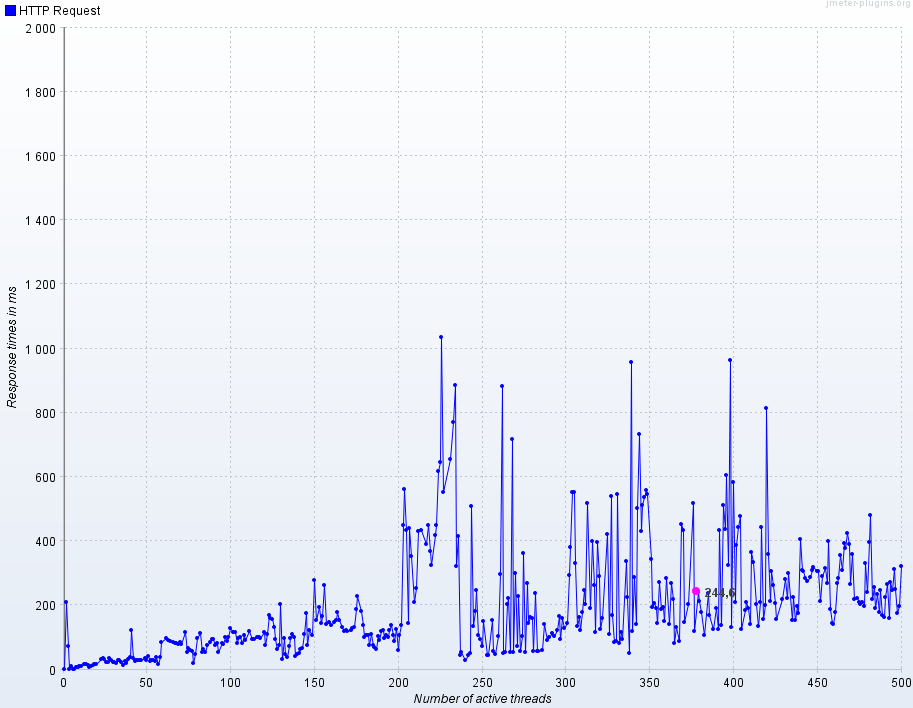 jmeter-plugins.org
HTTP Request
2 000
1 800
1 600
1 400
1 200
1 000
800
600
400
200
0
Response times in ms
244,6
0 50 100 150 200 250 300 350 400 450 500
Number of active threads